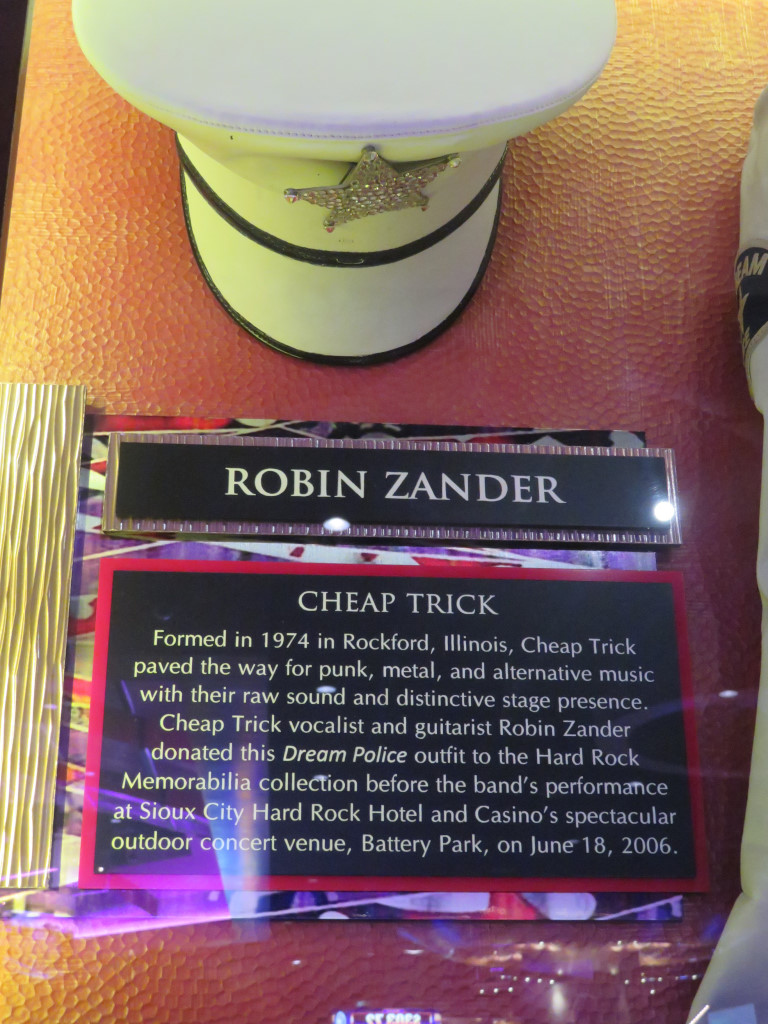 EAM
ROBIN ZANDER
CHEAP TRICK
Formed in 1974 in Rockford, Illinois, Cheap Trick
paved the way for punk, metal, and alternative music
with their raw sound and distinctive stage presence.
Cheap Trick vocalist and guitarist Robin Zander
donated this Dream Police outfit to the Hard Rock
Memorabilia collection before the band's performance
at Sioux City Hard Rock Hotel and Casino's spectacular
outdoor concert venue, Battery Park, on June 18, 2006.